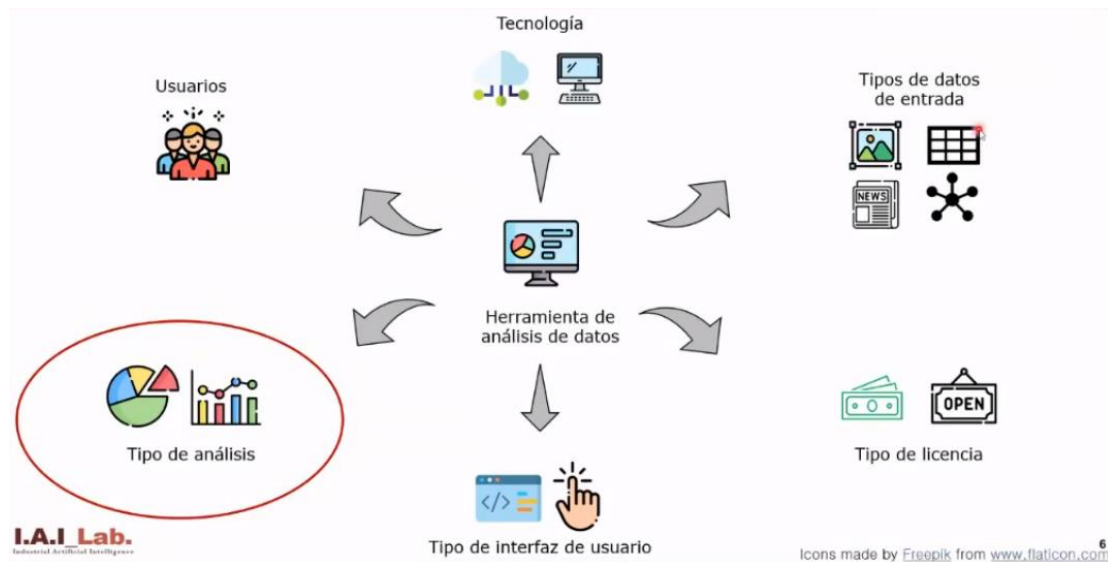 Tecnología
Usuarios
Tipos de datos
de entrada
NEWS
Herramienta de
análisis de datos
Tipo de análisis
OPEN
Tipo de licencia
</>
Tipo de interfaz de usuario
I.A.I_Lab.
Industrial Artificial Intelligence
6
Icons made by Freepik from www.flaticon.com